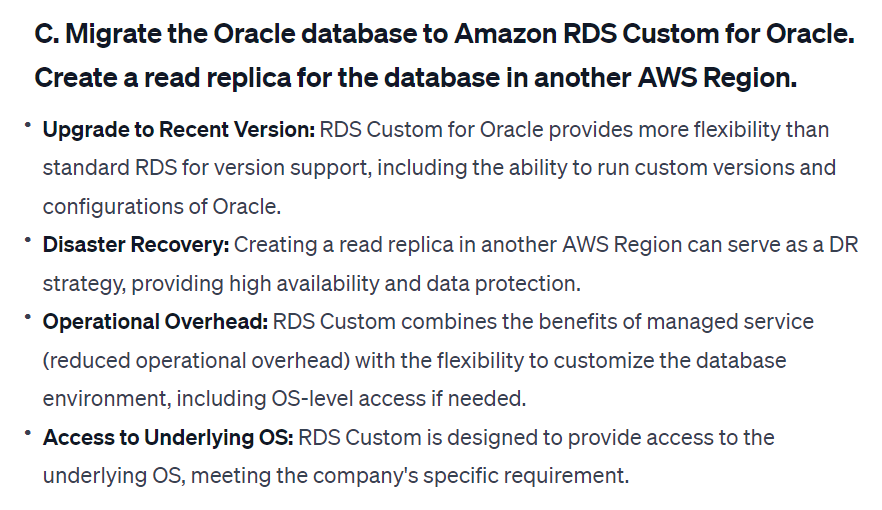 C. Migrate the Oracle database to Amazon RDS Custom for Oracle.
Create a read replica for the database in another AWS Region.
• Upgrade to Recent Version: RDS Custom for Oracle provides more flexibility than
standard RDS for version support, including the ability to run custom versions and
configurations of Oracle.
• Disaster Recovery: Creating a read replica in another AWS Region can serve as a DR
strategy, providing high availability and data protection.
• Operational Overhead: RDS Custom combines the benefits of managed service
(reduced operational overhead) with the flexibility to customize the database
environment, including OS-level access if needed.
• Access to Underlying OS: RDS Custom is designed to provide access to the
underlying OS, meeting the company's specific requirement.